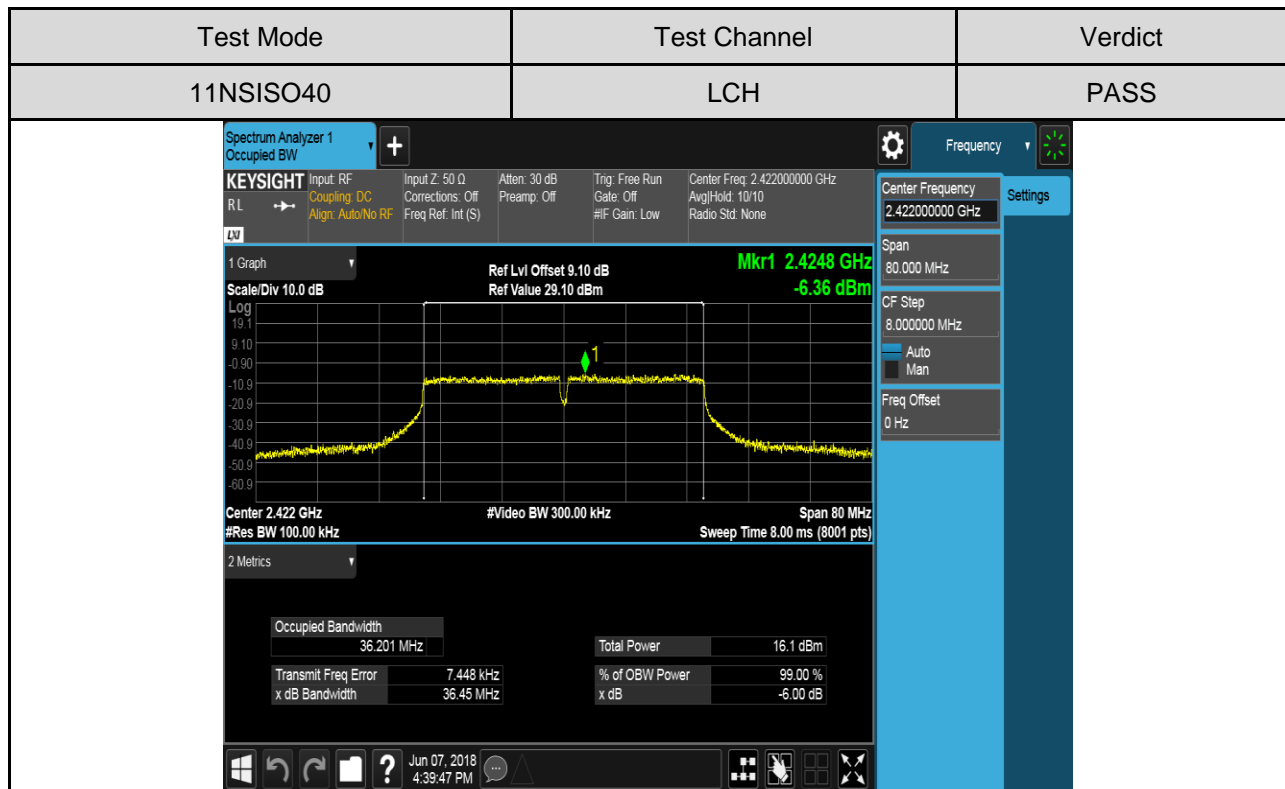 Test Mode Test Channel Verdict
11NSISO40 LCH PASS
Spectrum Analyzer 1
Occupied BW
Frequency
KEYSIGHT Input: RF Input Z: 50 Ω Atten: 30 dB Trig: Free Run Center Freq: 2.422000000 GHz
RL Coupling: DC Corrections: Off Preamp: Off Gate: Off Avg|Hold: 10/10
Align: Auto/No RF Freq Ref: Int (S) #IF Gain: Low Radio Std: None
LXI
Center Frequency
2.422000000 GHz
Settings
Span
80.000 MHz
CF Step
8.000000 MHz
Auto
Man
Freq Offset
0 Hz
1 Graph Ref Lvl Offset 9.10 dB Mkr1 2.4248 GHz
Scale/Div 10.0 dB Ref Value 29.10 dBm -6.36 dBm
Log
19.1
9.10
-0.90
-10.9
-20.9
-30.9
-40.9
-50.9
-60.9
1
Center 2.422 GHz #Video BW 300.00 kHz Span 80 MHz
#Res BW 100.00 kHz Sweep Time 8.00 ms (8001 pts)
2 Metrics
Occupied Bandwidth
36.201 MHz Total Power 16.1 dBm
Transmit Freq Error 7.448 kHz % of OBW Power 99.00 %
x dB Bandwidth 36.45 MHz x dB -6.00 dB
? Jun 07, 2018
4:39:47 PM